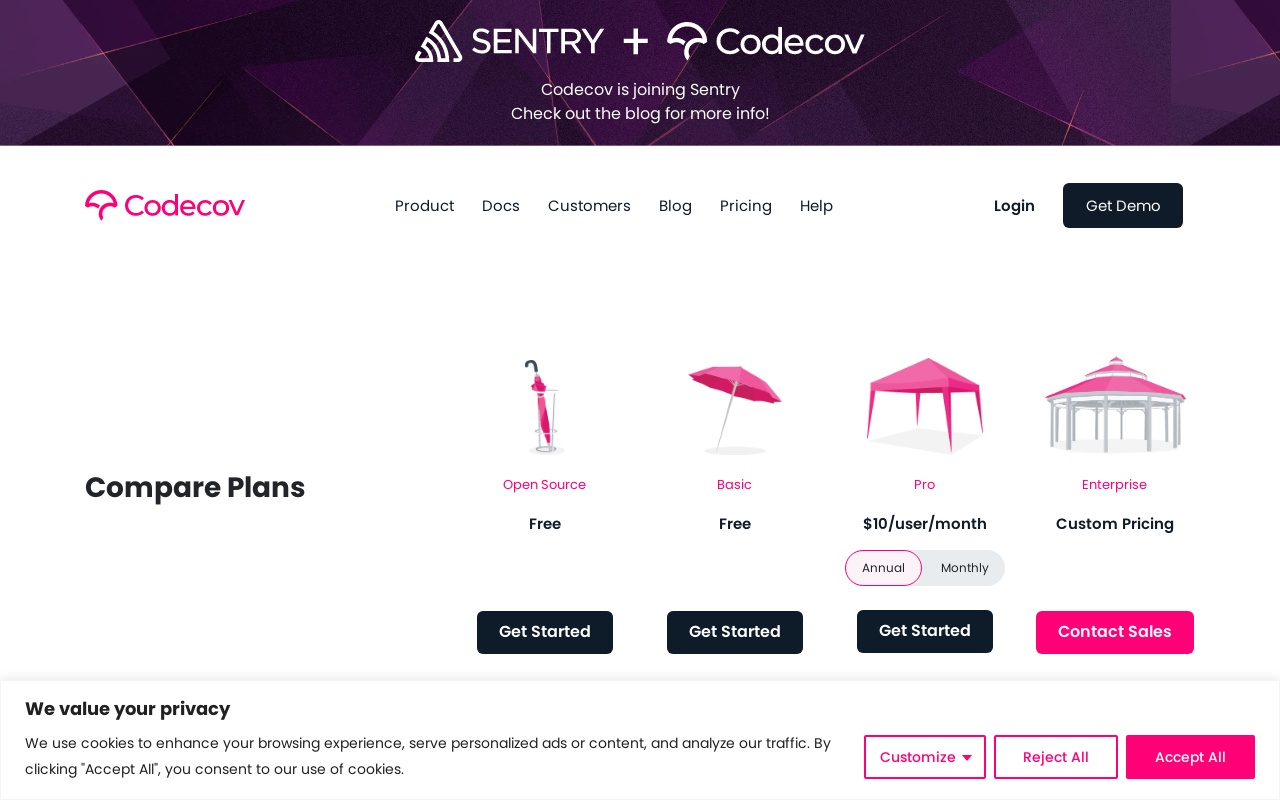 SENTRY + Codecov
Codecov is joining Sentry
Check out the blog for more info!
Codecov
Product Docs Customers Blog Pricing Help Login Get Demo
Compare Plans
Open Source Basic Pro Enterprise
Free Free $10/user/month Custom Pricing
Annual Monthly
Get Started Get Started Get Started Contact Sales
We value your privacy
We use cookies to enhance your browsing experience, serve personalized ads or content, and analyze our traffic. By
clicking "Accept All", you consent to our use of cookies.
Customize Reject All Accept All